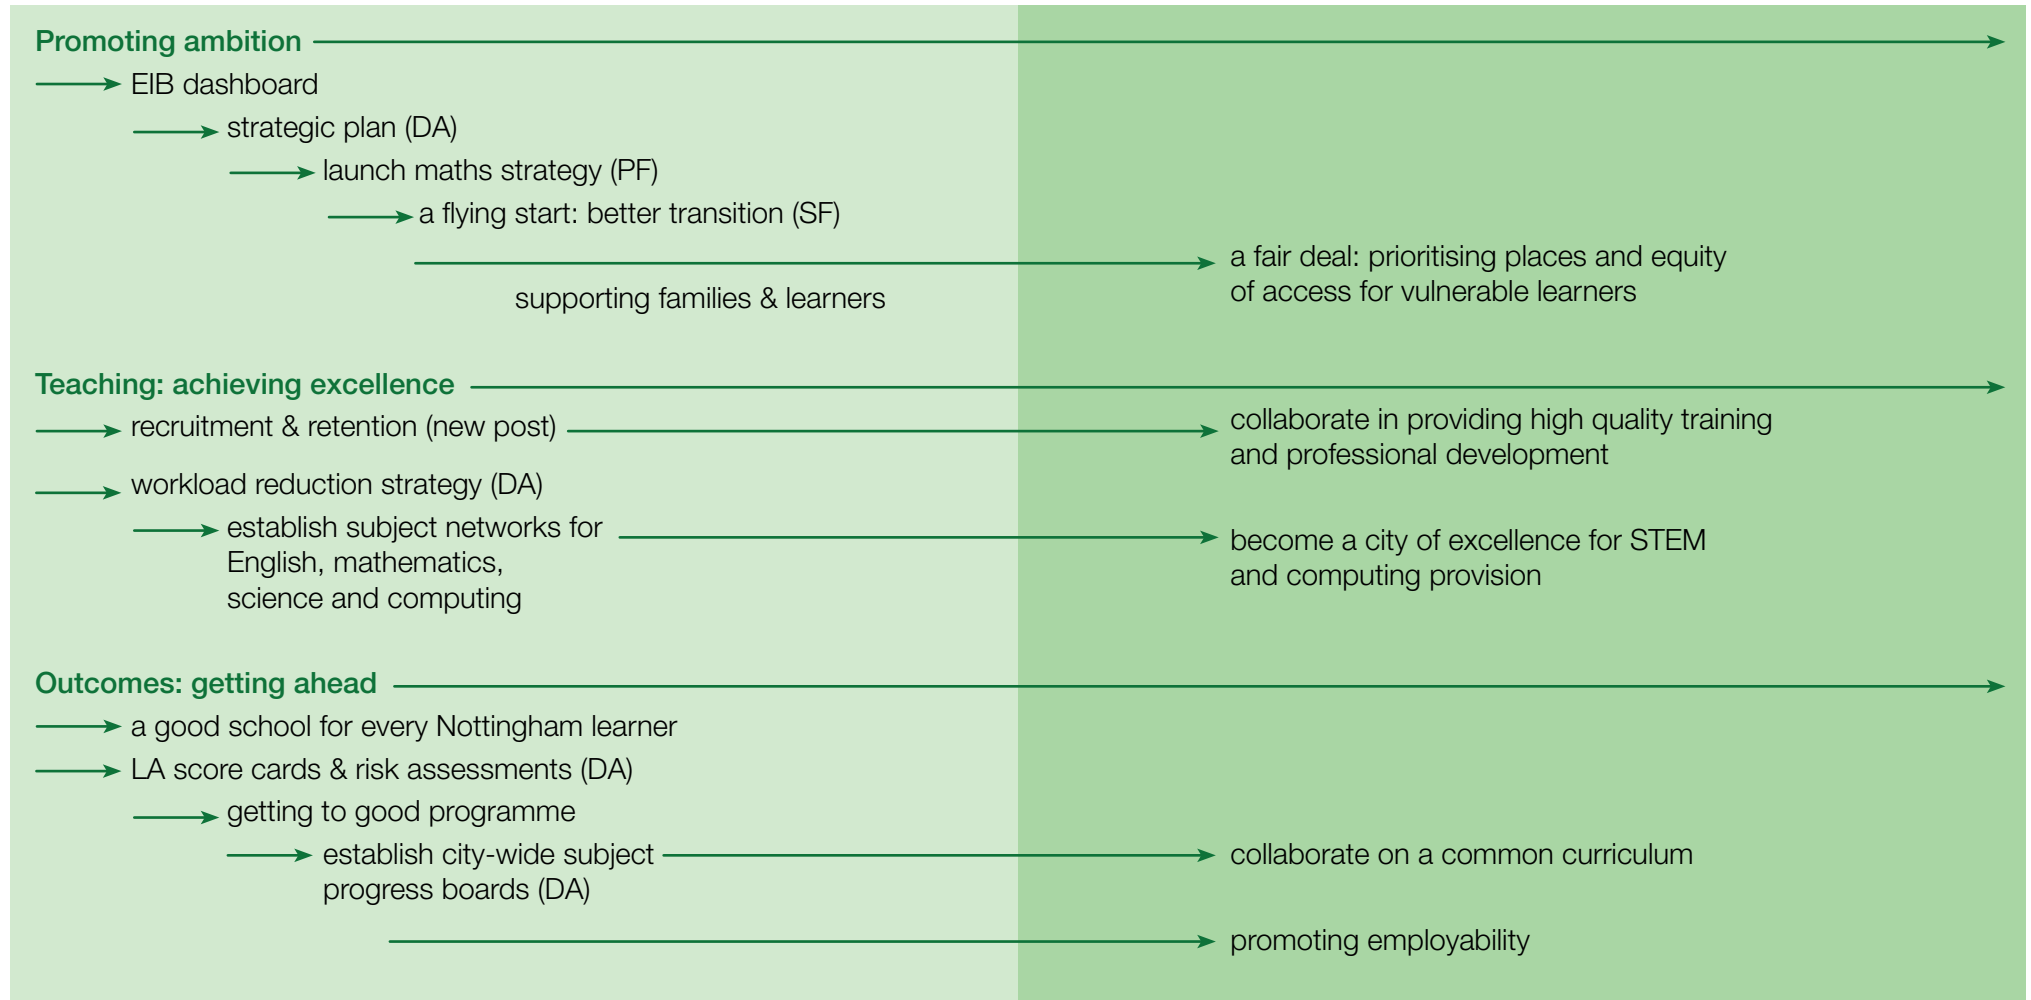 Promoting ambition
EIB dashboard
strategic plan (DA)
launch maths strategy (PF)
a flying start: better transition (SF)
a fair deal: prioritising places and equity
of access for vulnerable learners
supporting families & learners
Teaching: achieving excellence
recruitment & retention (new post)
collaborate in providing high quality training
and professional development
workload reduction strategy (DA)
establish subject networks for
English, mathematics,
science and computing
become a city of excellence for STEM
and computing provision
Outcomes: getting ahead
a good school for every Nottingham learner
LA score cards & risk assessments (DA)
getting to good programme
establish city-wide subject
progress boards (DA)
collaborate on a common curriculum
promoting employability